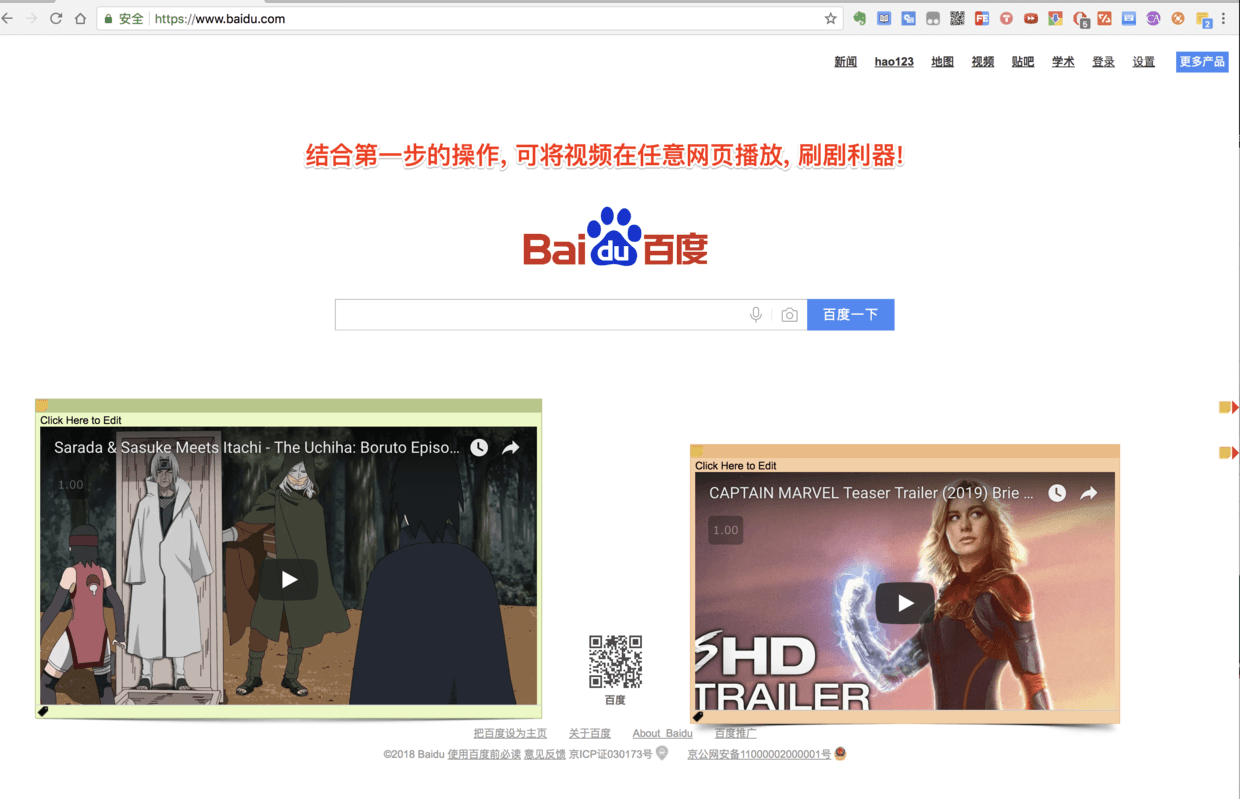 安全 https://www.baidu.com
5
2
新闻 hao123 地图 视频 贴吧 学术 登录 设置 更多产品
结合第一步的操作, 可将视频在任意网页播放, 刷剧利器!
Bai du 百度
百度一下
Click Here to Edit
Sarada & Sasuke Meets Itachi - The Uchiha: Boruto Episo...
1.00
Click Here to Edit
CAPTAIN MARVEL Teaser Trailer (2019) Brie ...
1.00
HD
TRAILER
百度
把百度设为主页 关于百度 About Baidu 百度推广
©2018 Baidu 使用百度前必读 意见反馈 京ICP证030173号 京公网安备11000002000001号